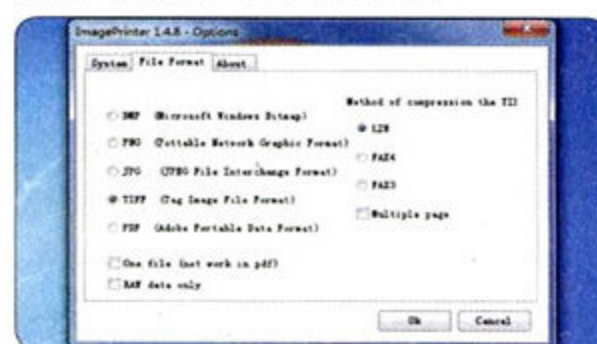 ImagePrinter 1.4.8 - Options
System File Format About
BMP (Microsoft Windows Bitmap)
PNG (Portable Network Graphic Format)
JPG (JPEG File Interchange Format)
TIFF (Tag Image File Format)
PDF (Adobe Portable Data Format)
One file (not work in pdf)
RAW data only
Method of compression the TII
LZW
FAX4
FAX3
Multiple page
Ok Cancel